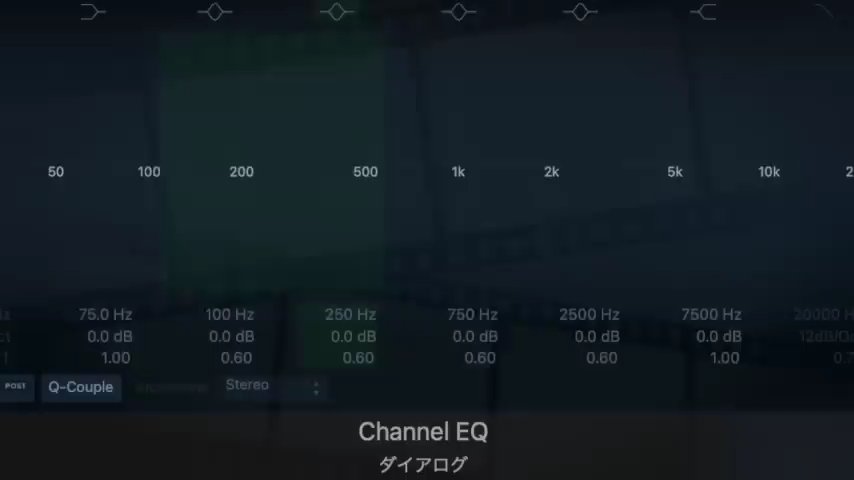 50 100 200 500 1k 2k 5k 10k
75.0 Hz 100 Hz 250 Hz 750 Hz 2500 Hz 7500 Hz 20000 H
0.0 dB 0.0 dB 0.0 dB 0.0 dB 0.0 dB 0.0 dB 12dB/Oc
1.00 0.60 0.60 0.60 0.60 1.00
POST Q-Couple Stereo
Channel EQ
ダイアログ